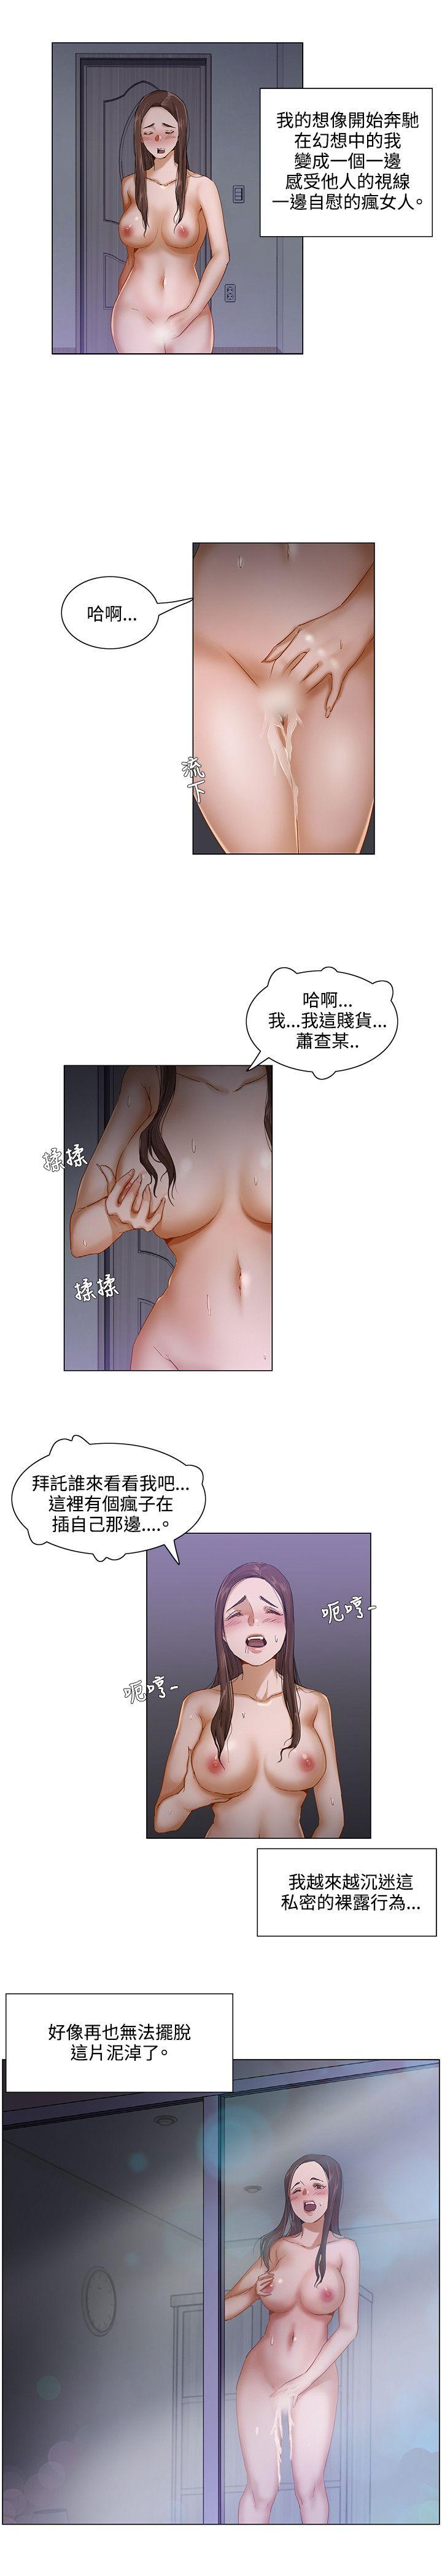 我的想像開始奔馳
在幻想中的我
變成一個一邊
感受他人的視線
一邊自慰的瘋女人。
哈啊...
流下
哈啊...
我...我這賤貨...
蕭查某..
揉揉
揉揉
拜託誰來看看我吧...
這裡有個瘋子在
插自己那邊....。
呃哼~
呃哼~
我越來越沉迷這
私密的裸露行為...
好像再也無法擺脫
這片泥淖了。